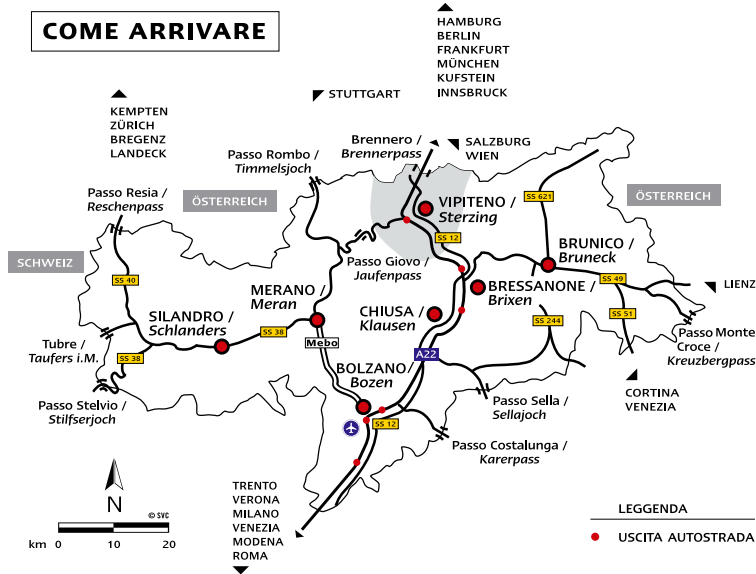 COME ARRIVARE
HAMBURG
BERLIN
FRANKFURT
MÜNCHEN
KUFSTEIN
INNSBRUCK
STUTTGART
KEMPTEN
ZÜRICH
BREGENZ
LANDECK
Brennero /
Brennerpass
SALZBURG
WIEN
Passo Rombo /
Timmelsjoch
Passo Resia /
Reschenpass
ÖSTERREICH
ÖSTERREICH
SS 621
VIPITENO /
Sterzing
SS 12
BRUNICO /
Bruneck
SCHWEIZ
Passo Giovo /
Jaufenpass
SS 40
SS 49
LIENZ
MERANO /
Meran
BRESSANONE /
Brixen
SILANDRO /
Schlanders
CHIUSA /
Klausen
SS 38
SS 244
SS 51
Tubre /
Taufers i.M.
Mebo
Passo Monte
Croce /
Kreuzbergpass
SS 38
A22
BOLZANO /
Bozen
CORTINA
VENEZIA
Passo Stelvio /
Stilfserjoch
Passo Sella /
Sellajoch
SS 12
Passo Costalunga /
Karerpass
TRENTO
VERONA
MILANO
VENEZIA
MODENA
ROMA
N
© SVC
km 0 10 20
LEGGENDA
USCITA AUTOSTRADA